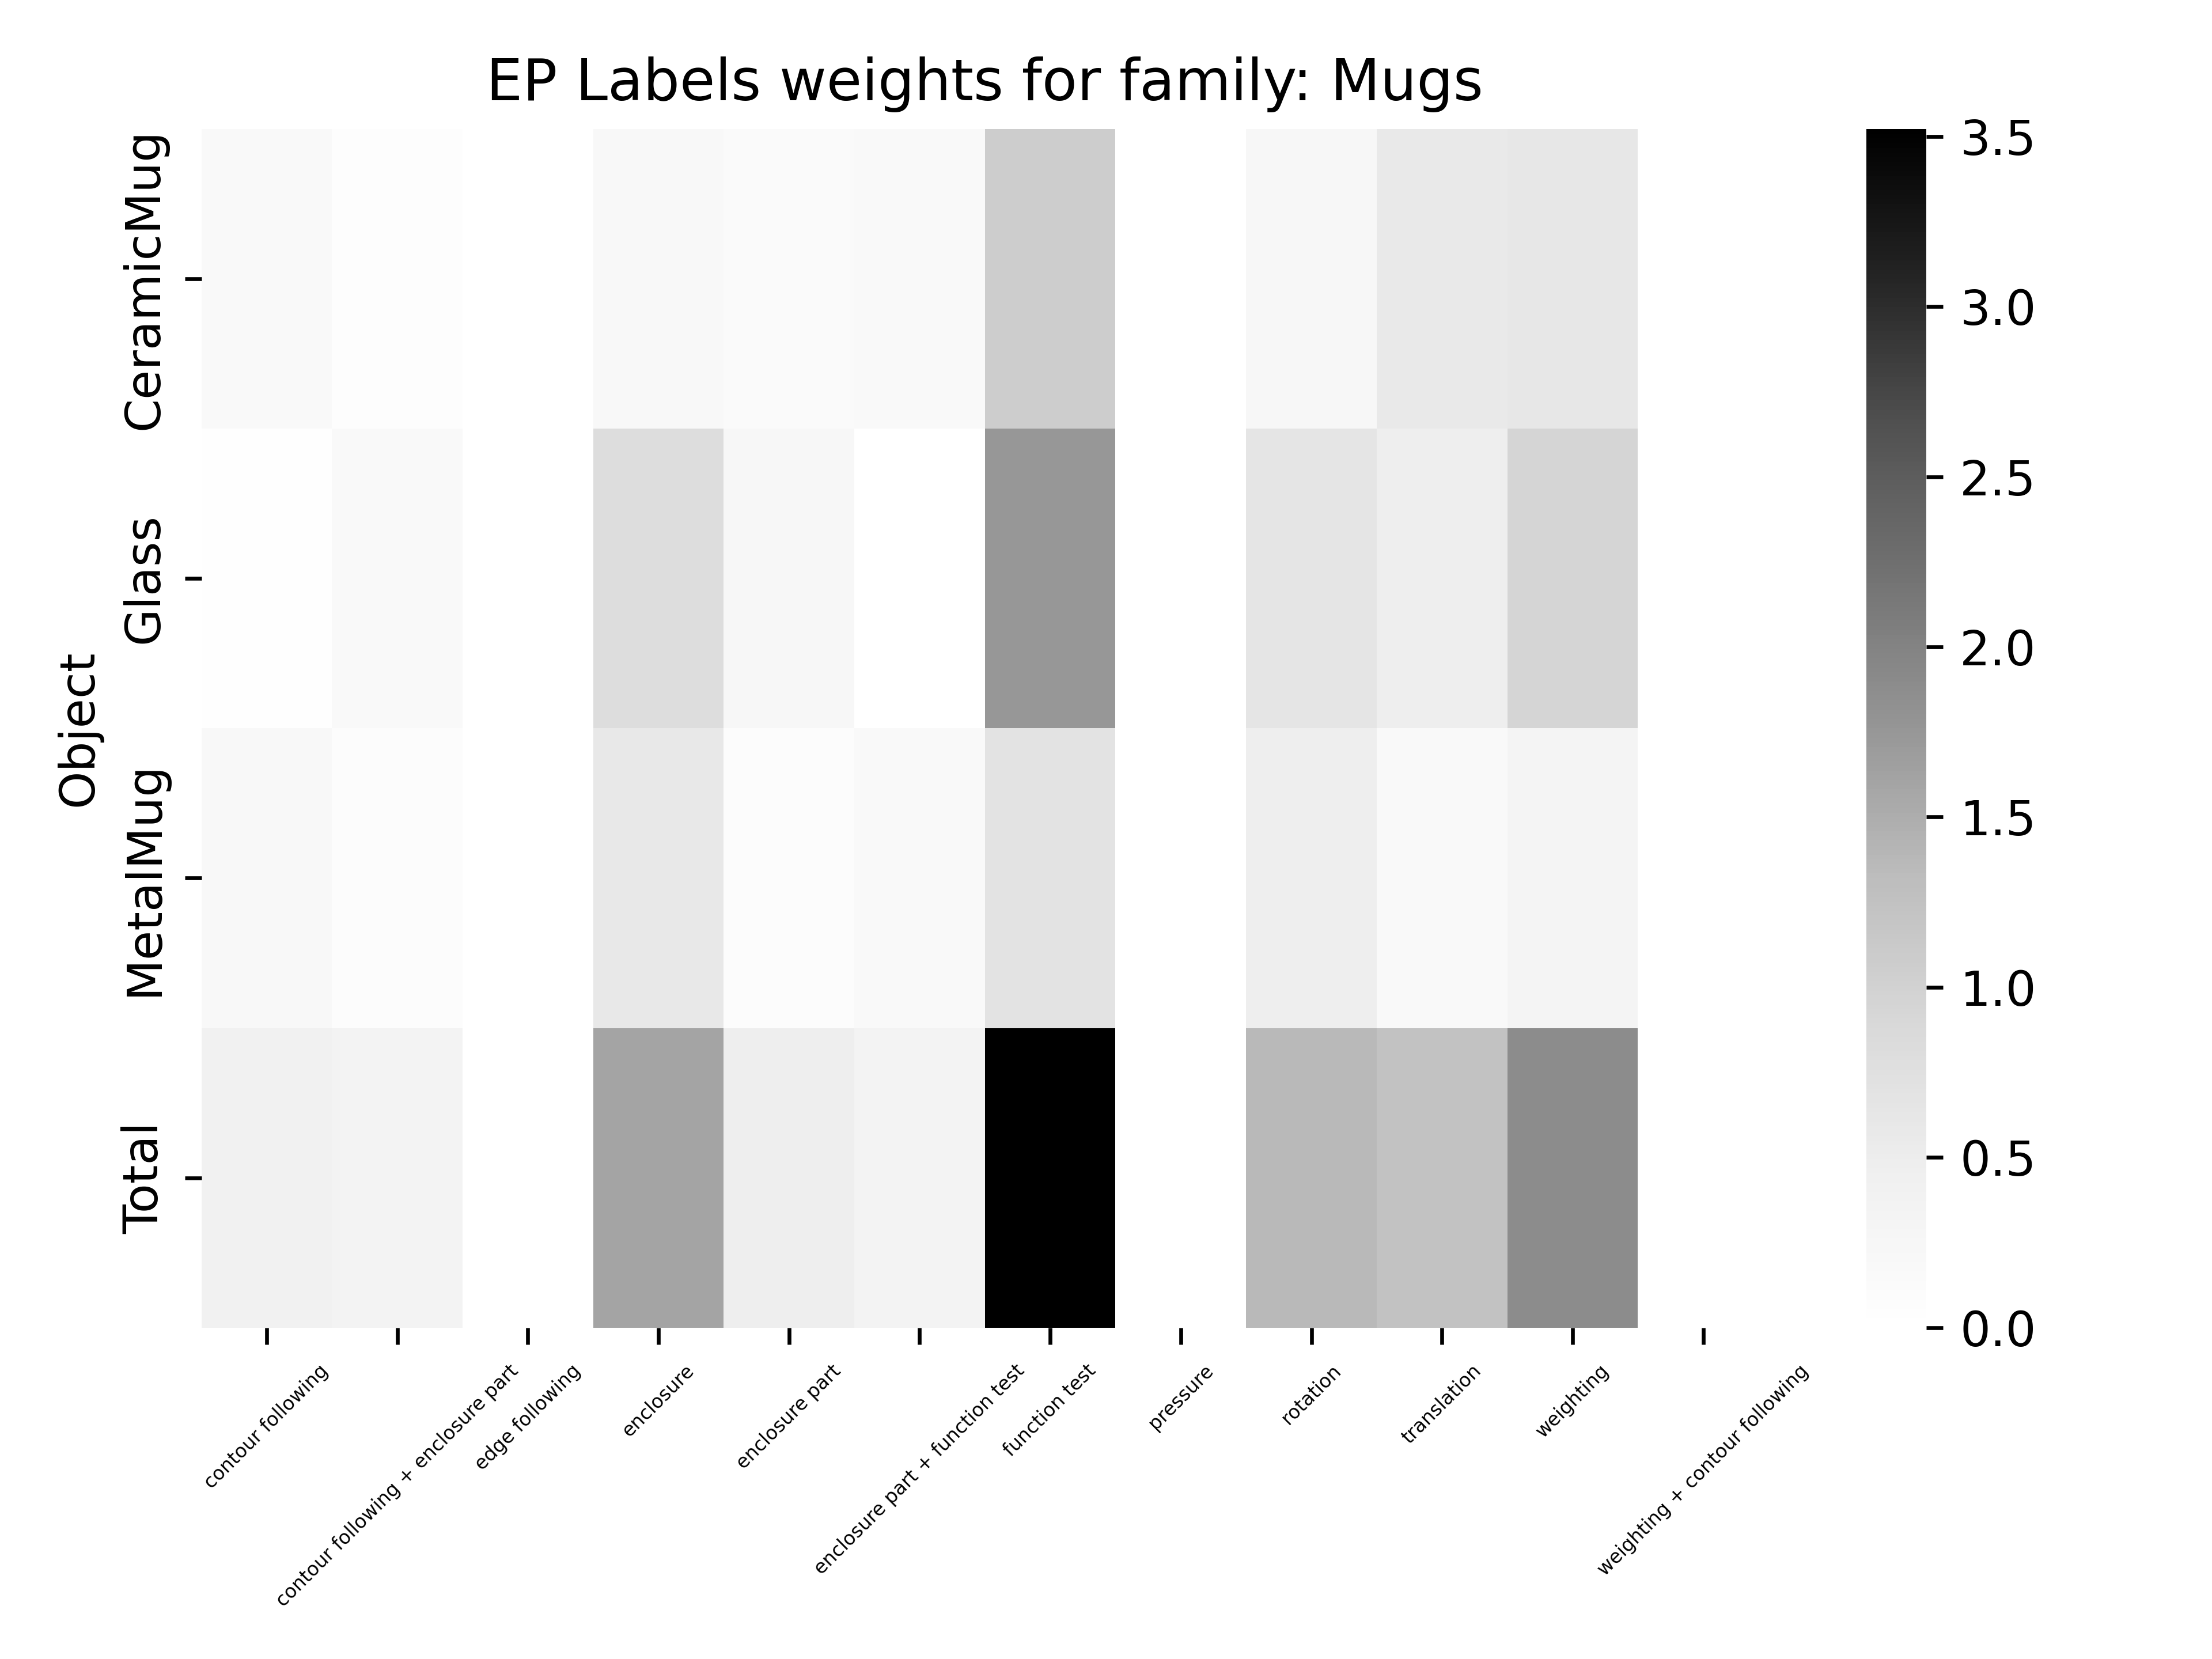 EP Labels weights for family: Mugs
Object
CeramicMug
Glass
MetalMug
Total
contour following
contour following + enclosure part
edge following
enclosure
enclosure part
enclosure part + function test
function test
pressure
rotation
translation
weighting
weighting + contour following
3.5
3.0
2.5
2.0
1.5
1.0
0.5
0.0